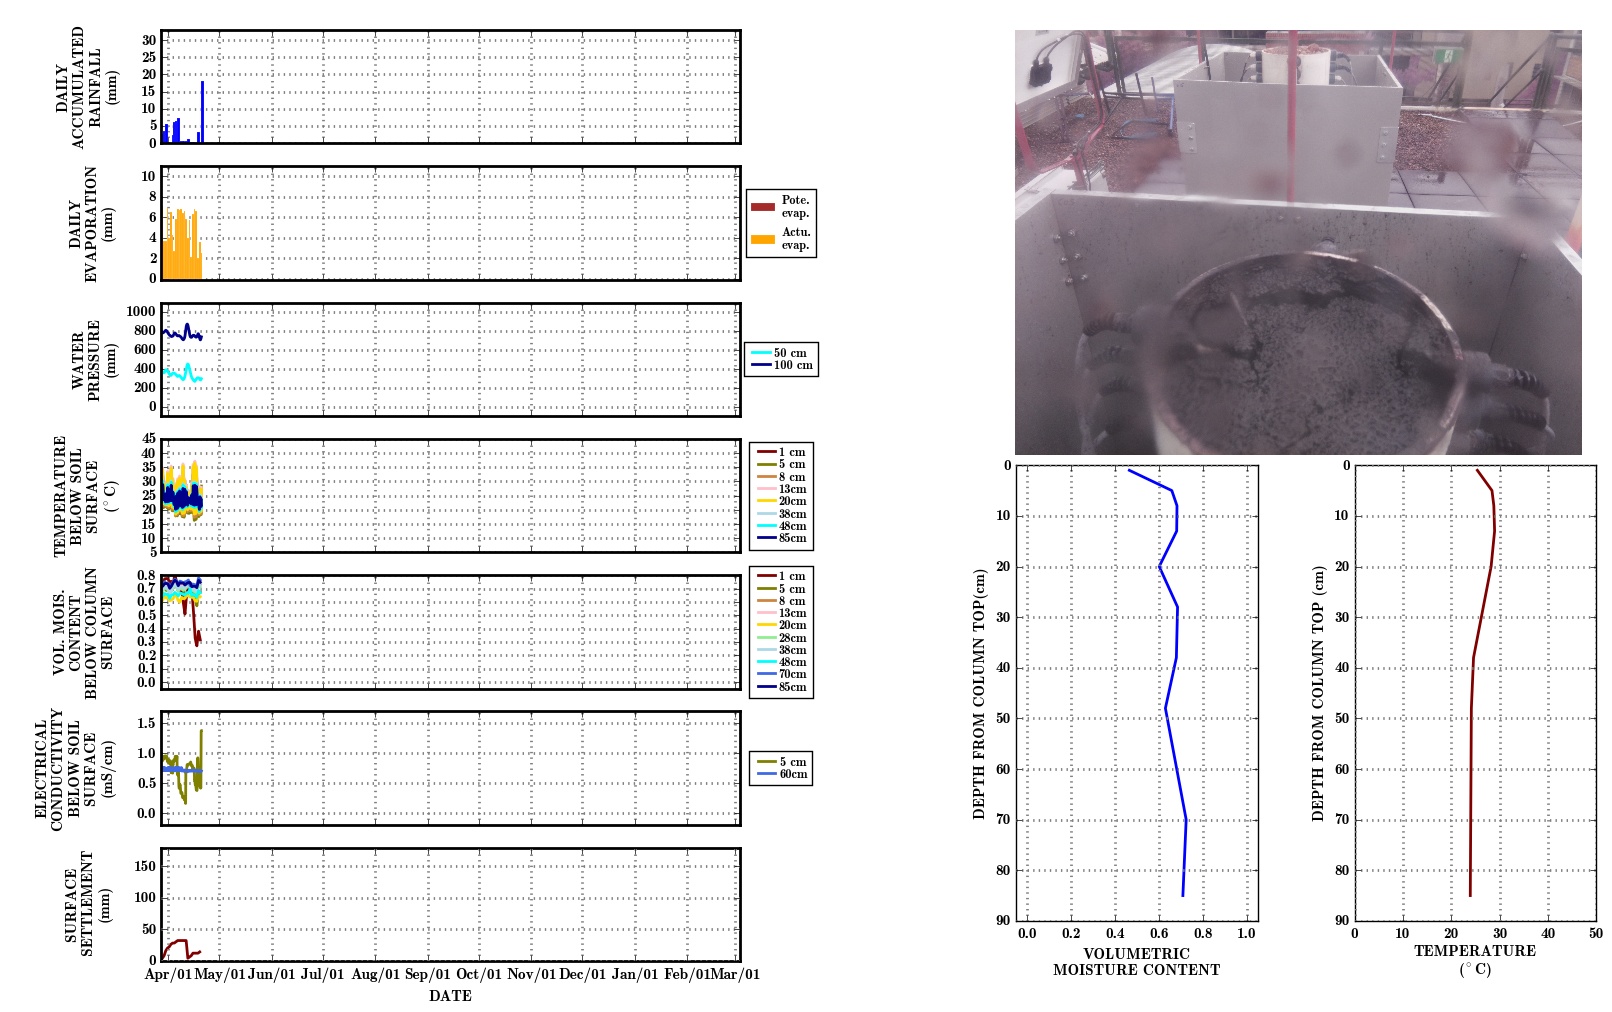 DAILY
ACCUMULATED
RAINFALL
(mm)
30
25
20
15
10
5
0
DAILY
EVAPORATION
(mm)
10
8
6
4
2
0
Pote.
evap.
Actu.
evap.
WATER
PRESSURE
(mm)
1000
800
600
400
200
0
50 cm
100 cm
TEMPERATURE
BELOW SOIL
SURFACE
(°C)
45
40
35
30
25
20
15
10
5
1 cm
5 cm
8 cm
13cm
20cm
38cm
48cm
85cm
VOL. MOIS.
CONTENT
BELOW COLUMN
SURFACE
0.8
0.7
0.6
0.5
0.4
0.3
0.2
0.1
0.0
1 cm
5 cm
8 cm
13cm
20cm
28cm
38cm
48cm
70cm
85cm
ELECTRICAL
CONDUCTIVITY
BELOW SOIL
SURFACE
(mS/cm)
1.5
1.0
0.5
0.0
5 cm
60cm
SURFACE
SETTLEMENT
(mm)
150
100
50
0
Apr/01 May/01 Jun/01 Jul/01 Aug/01 Sep/01 Oct/01 Nov/01 Dec/01 Jan/01 Feb/01 Mar/01
DATE
DEPTH FROM COLUMN TOP(cm)
0
10
20
30
40
50
60
70
80
90
0.0 0.2 0.4 0.6 0.8 1.0
VOLUMETRIC
MOISTURE CONTENT
DEPTH FROM COLUMN TOP (cm)
0
10
20
30
40
50
60
70
80
90
0 10 20 30 40 50
TEMPERATURE
(°C)